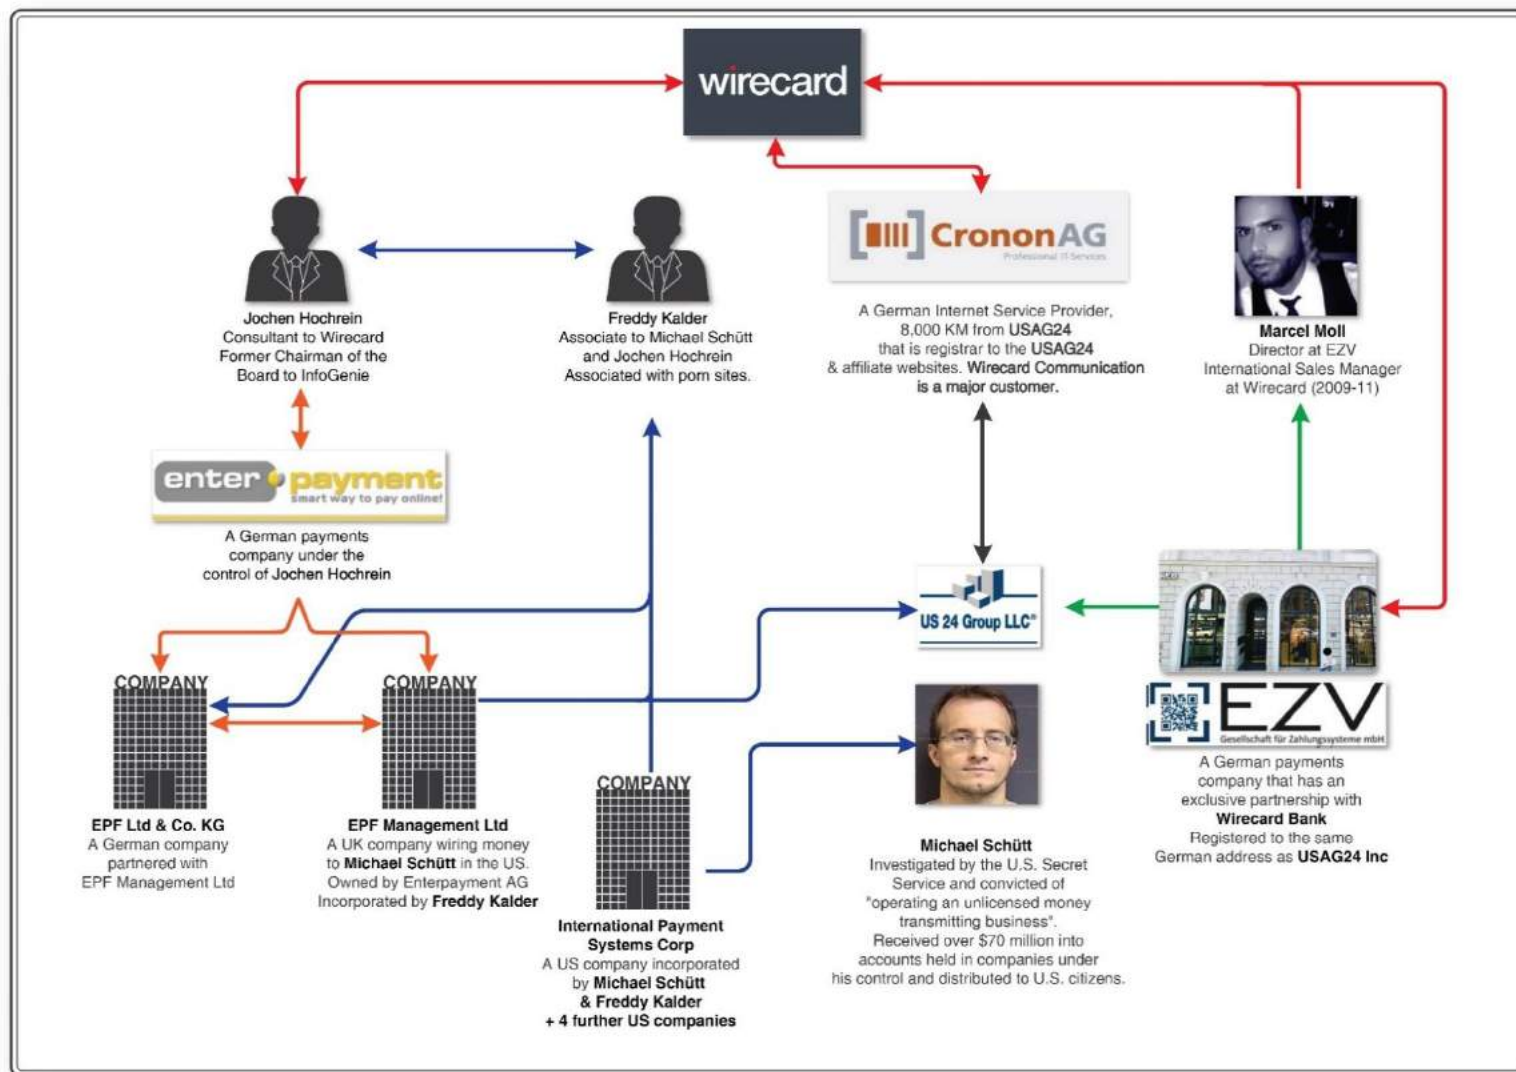 wirecard
Jochen Hochrein
Consultant to Wirecard
Former Chairman of the
Board to InfoGenie
Freddy Kalder
Associate to Michael Schütt
and Jochen Hochrein
Associated with porn sites.
Cronon AG
Professional IT Services
A German Internet Service Provider,
8,000 KM from USAG24
that is registrar to the USAG24
& affiliate websites. Wirecard Communication
is a major customer.
Marcel Moll
Director at EZV
International Sales Manager
at Wirecard (2009-11)
enter payment
smart way to pay online!
A German payments
company under the
control of Jochen Hochrein
US 24 Group LLC®
COMPANY
EPF Ltd & Co. KG
A German company
partnered with
EPF Management Ltd
COMPANY
EPF Management Ltd
A UK company wiring money
to Michael Schütt in the US.
Owned by Enterpayment AG
Incorporated by Freddy Kalder
COMPANY
International Payment
Systems Corp
A US company incorporated
by Michael Schütt
& Freddy Kalder
+ 4 further US companies
Michael Schütt
Investigated by the U.S. Secret
Service and convicted of
"operating an unlicensed money
transmitting business".
Received over $70 million into
accounts held in companies under
his control and distributed to U.S. citizens.
EZV
Gesellschaft für Zahlungssysteme mbH
A German payments
company that has an
exclusive partnership with
Wirecard Bank
Registered to the same
German address as USAG24 Inc